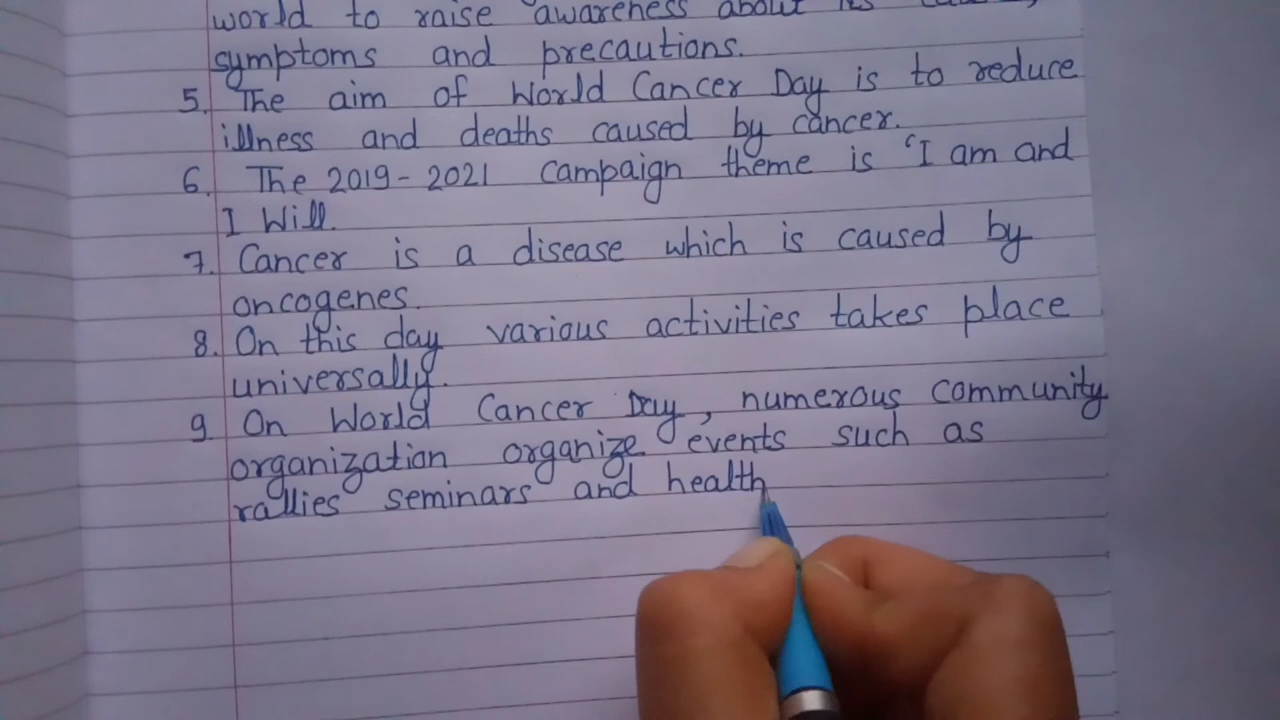 world to raise awareness about its
symptoms and precautions.
5. The aim of World Cancer Day is to reduce
illness and deaths caused by cancer.
6. The 2019-2021 campaign theme is 'I am and
I Will.
7. Cancer is a disease which is caused by
oncogenes.
8. On this day various activities takes place
universally.
9. On World Cancer Day, numerous community
organization organize events such as
rallies seminars and health